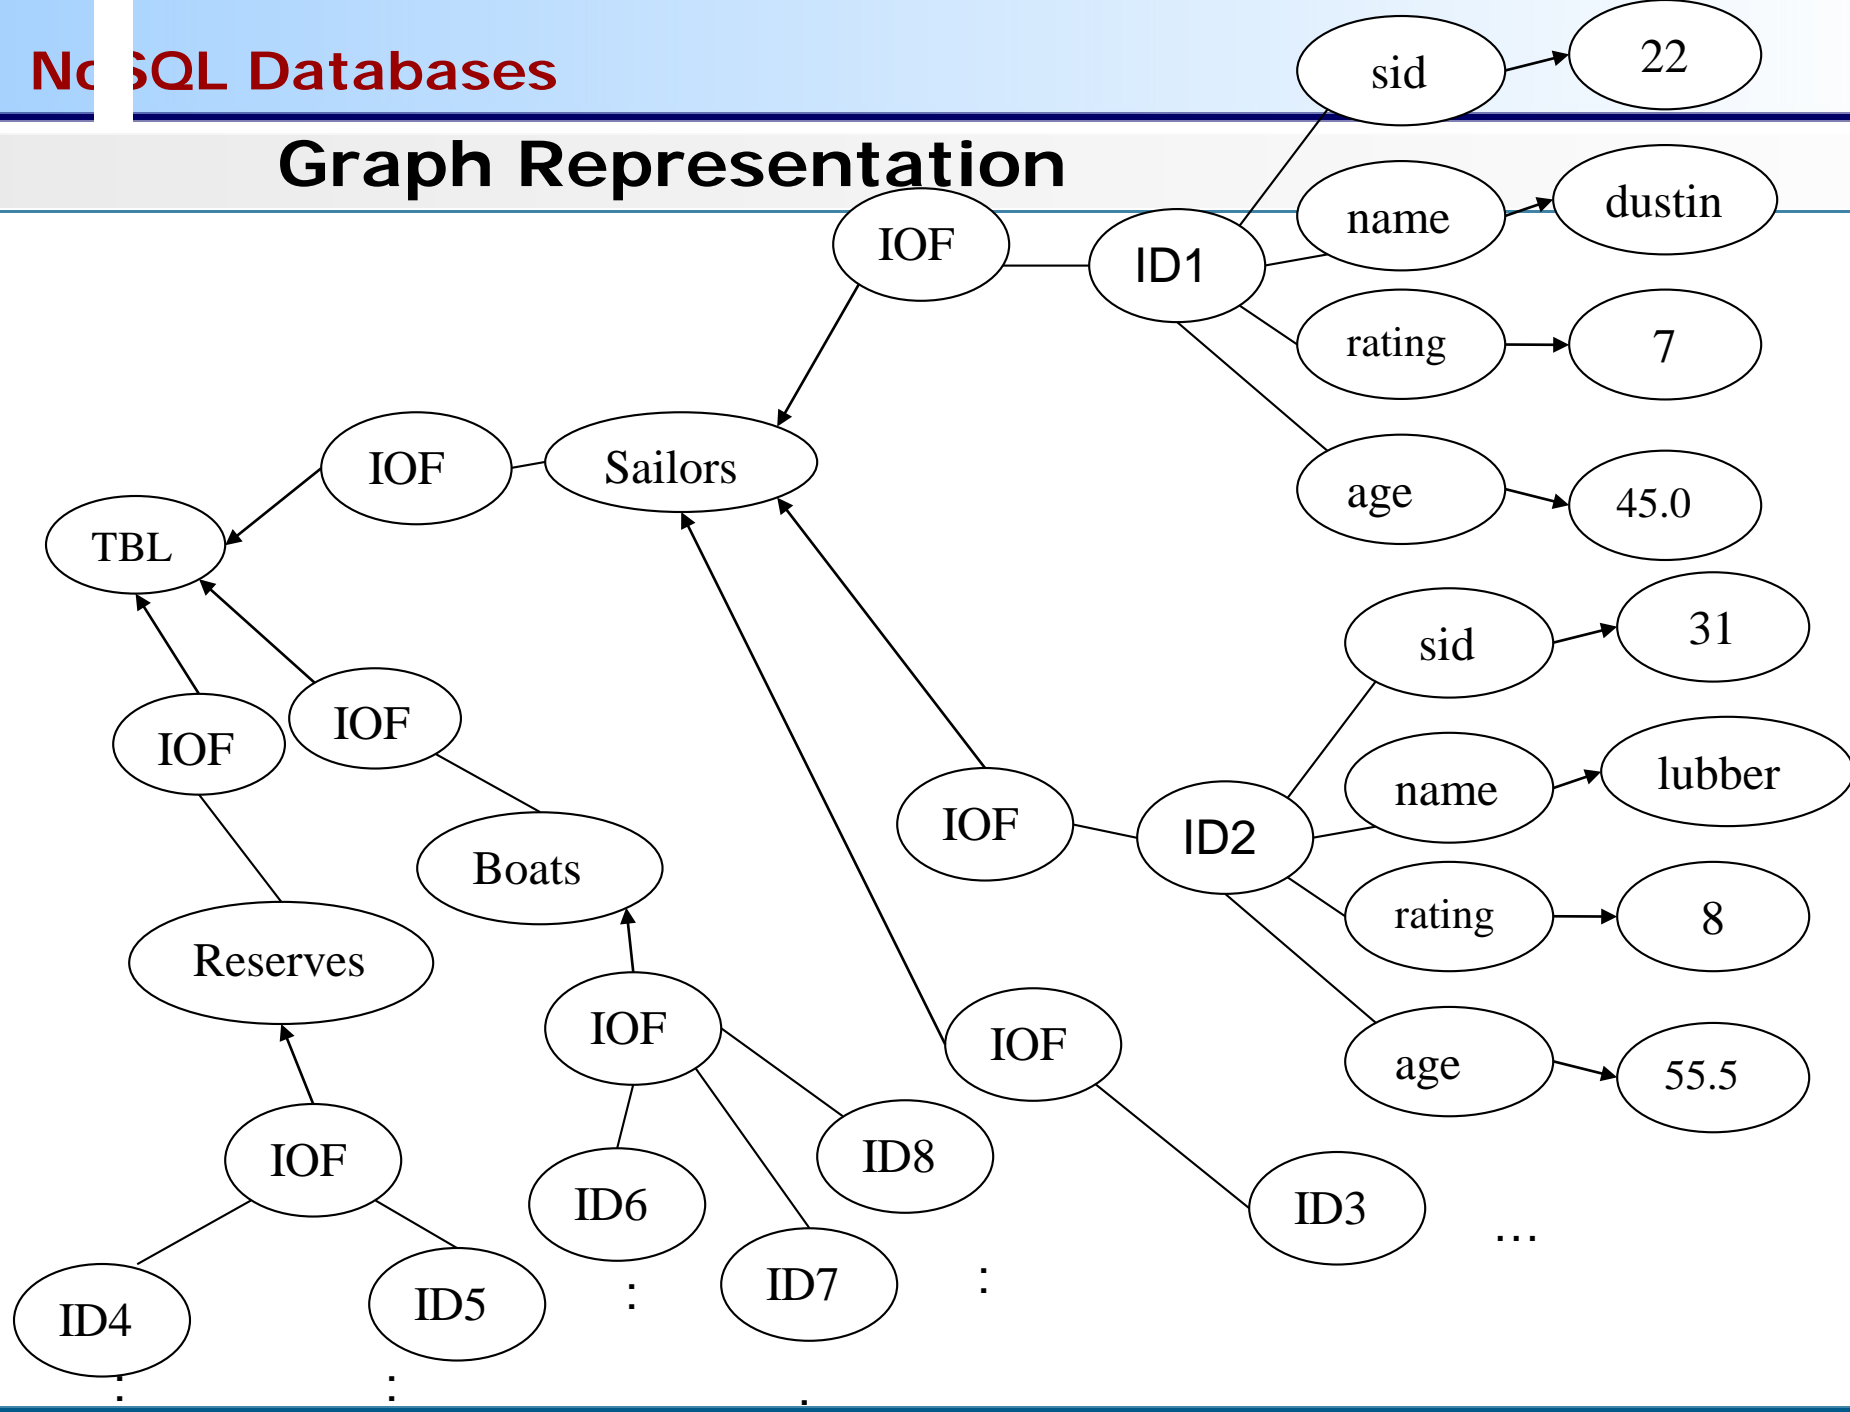 NoSQL Databases
Graph Representation
sid
22
name
dustin
IOF
ID1
rating
7
IOF
Sailors
age
45.0
TBL
sid
31
IOF
IOF
name
lubber
IOF
ID2
Boats
rating
8
Reserves
IOF
IOF
age
55.5
IOF
ID8
ID6
ID3
...
ID7
:
:
ID4
ID5
:
:
.